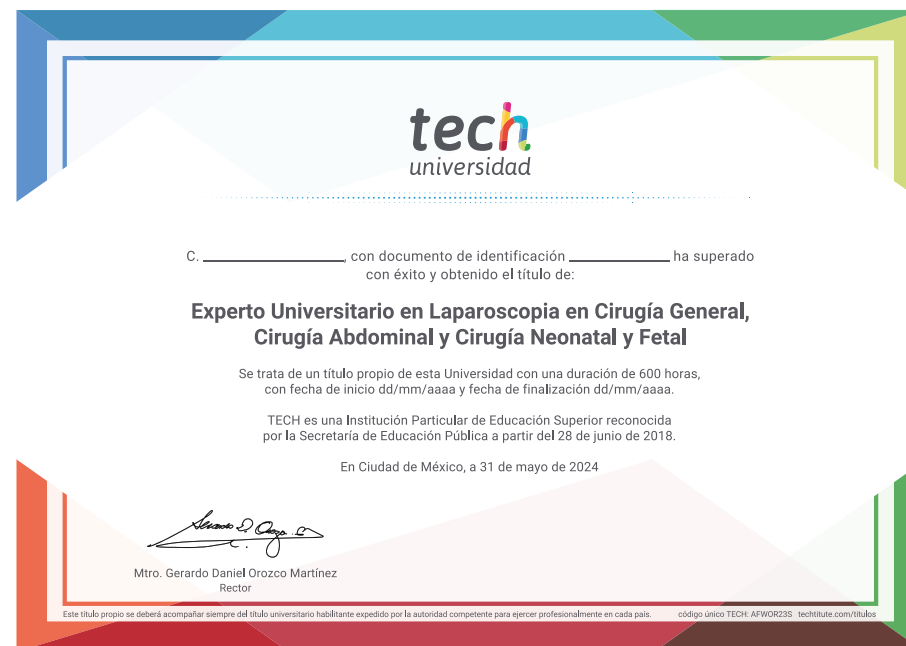 tech
universidad
C. ____________, con documento de identificación ____________ ha superado
con éxito y obtenido el título de:
Experto Universitario en Laparoscopia en Cirugía General,
Cirugía Abdominal y Cirugía Neonatal y Fetal
Se trata de un título propio de esta Universidad con una duración de 600 horas,
con fecha de inicio dd/mm/aaaa y fecha de finalización dd/mm/aaaa.
TECH es una Institución Particular de Educación Superior reconocida
por la Secretaría de Educación Pública a partir del 28 de junio de 2018.
En Ciudad de México, a 31 de mayo de 2024
Mtro. Gerardo Daniel Orozco Martínez
Rector
Este título propio se deberá acompañar siempre del título universitario habilitante expedido por la autoridad competente para ejercer profesionalmente en cada país. código único TECH: AFWOR23S techtitute.com/titulos